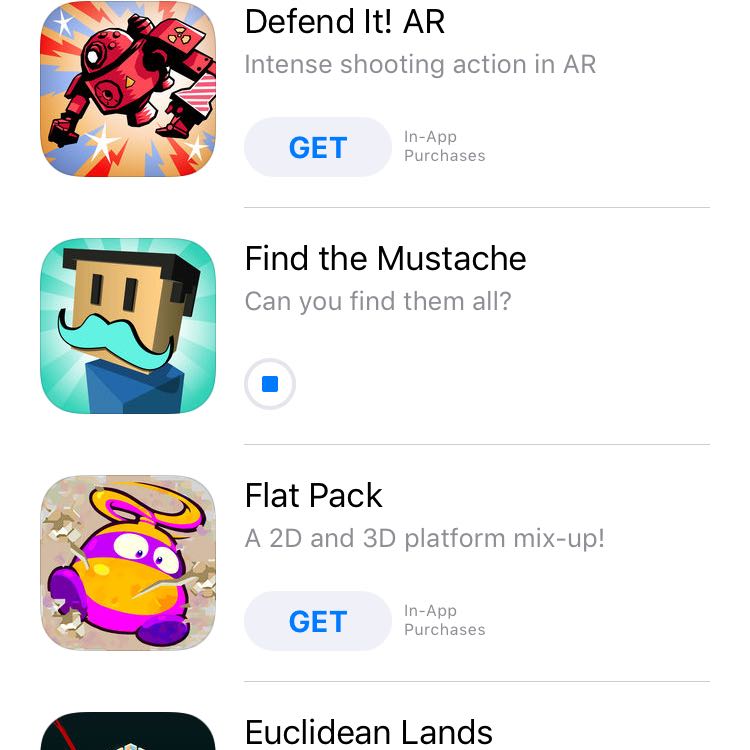 Defend It! AR
Intense shooting action in AR
GET
In-App
Purchases
Find the Mustache
Can you find them all?
Flat Pack
A 2D and 3D platform mix-up!
GET
In-App
Purchases
Euclidean Lands